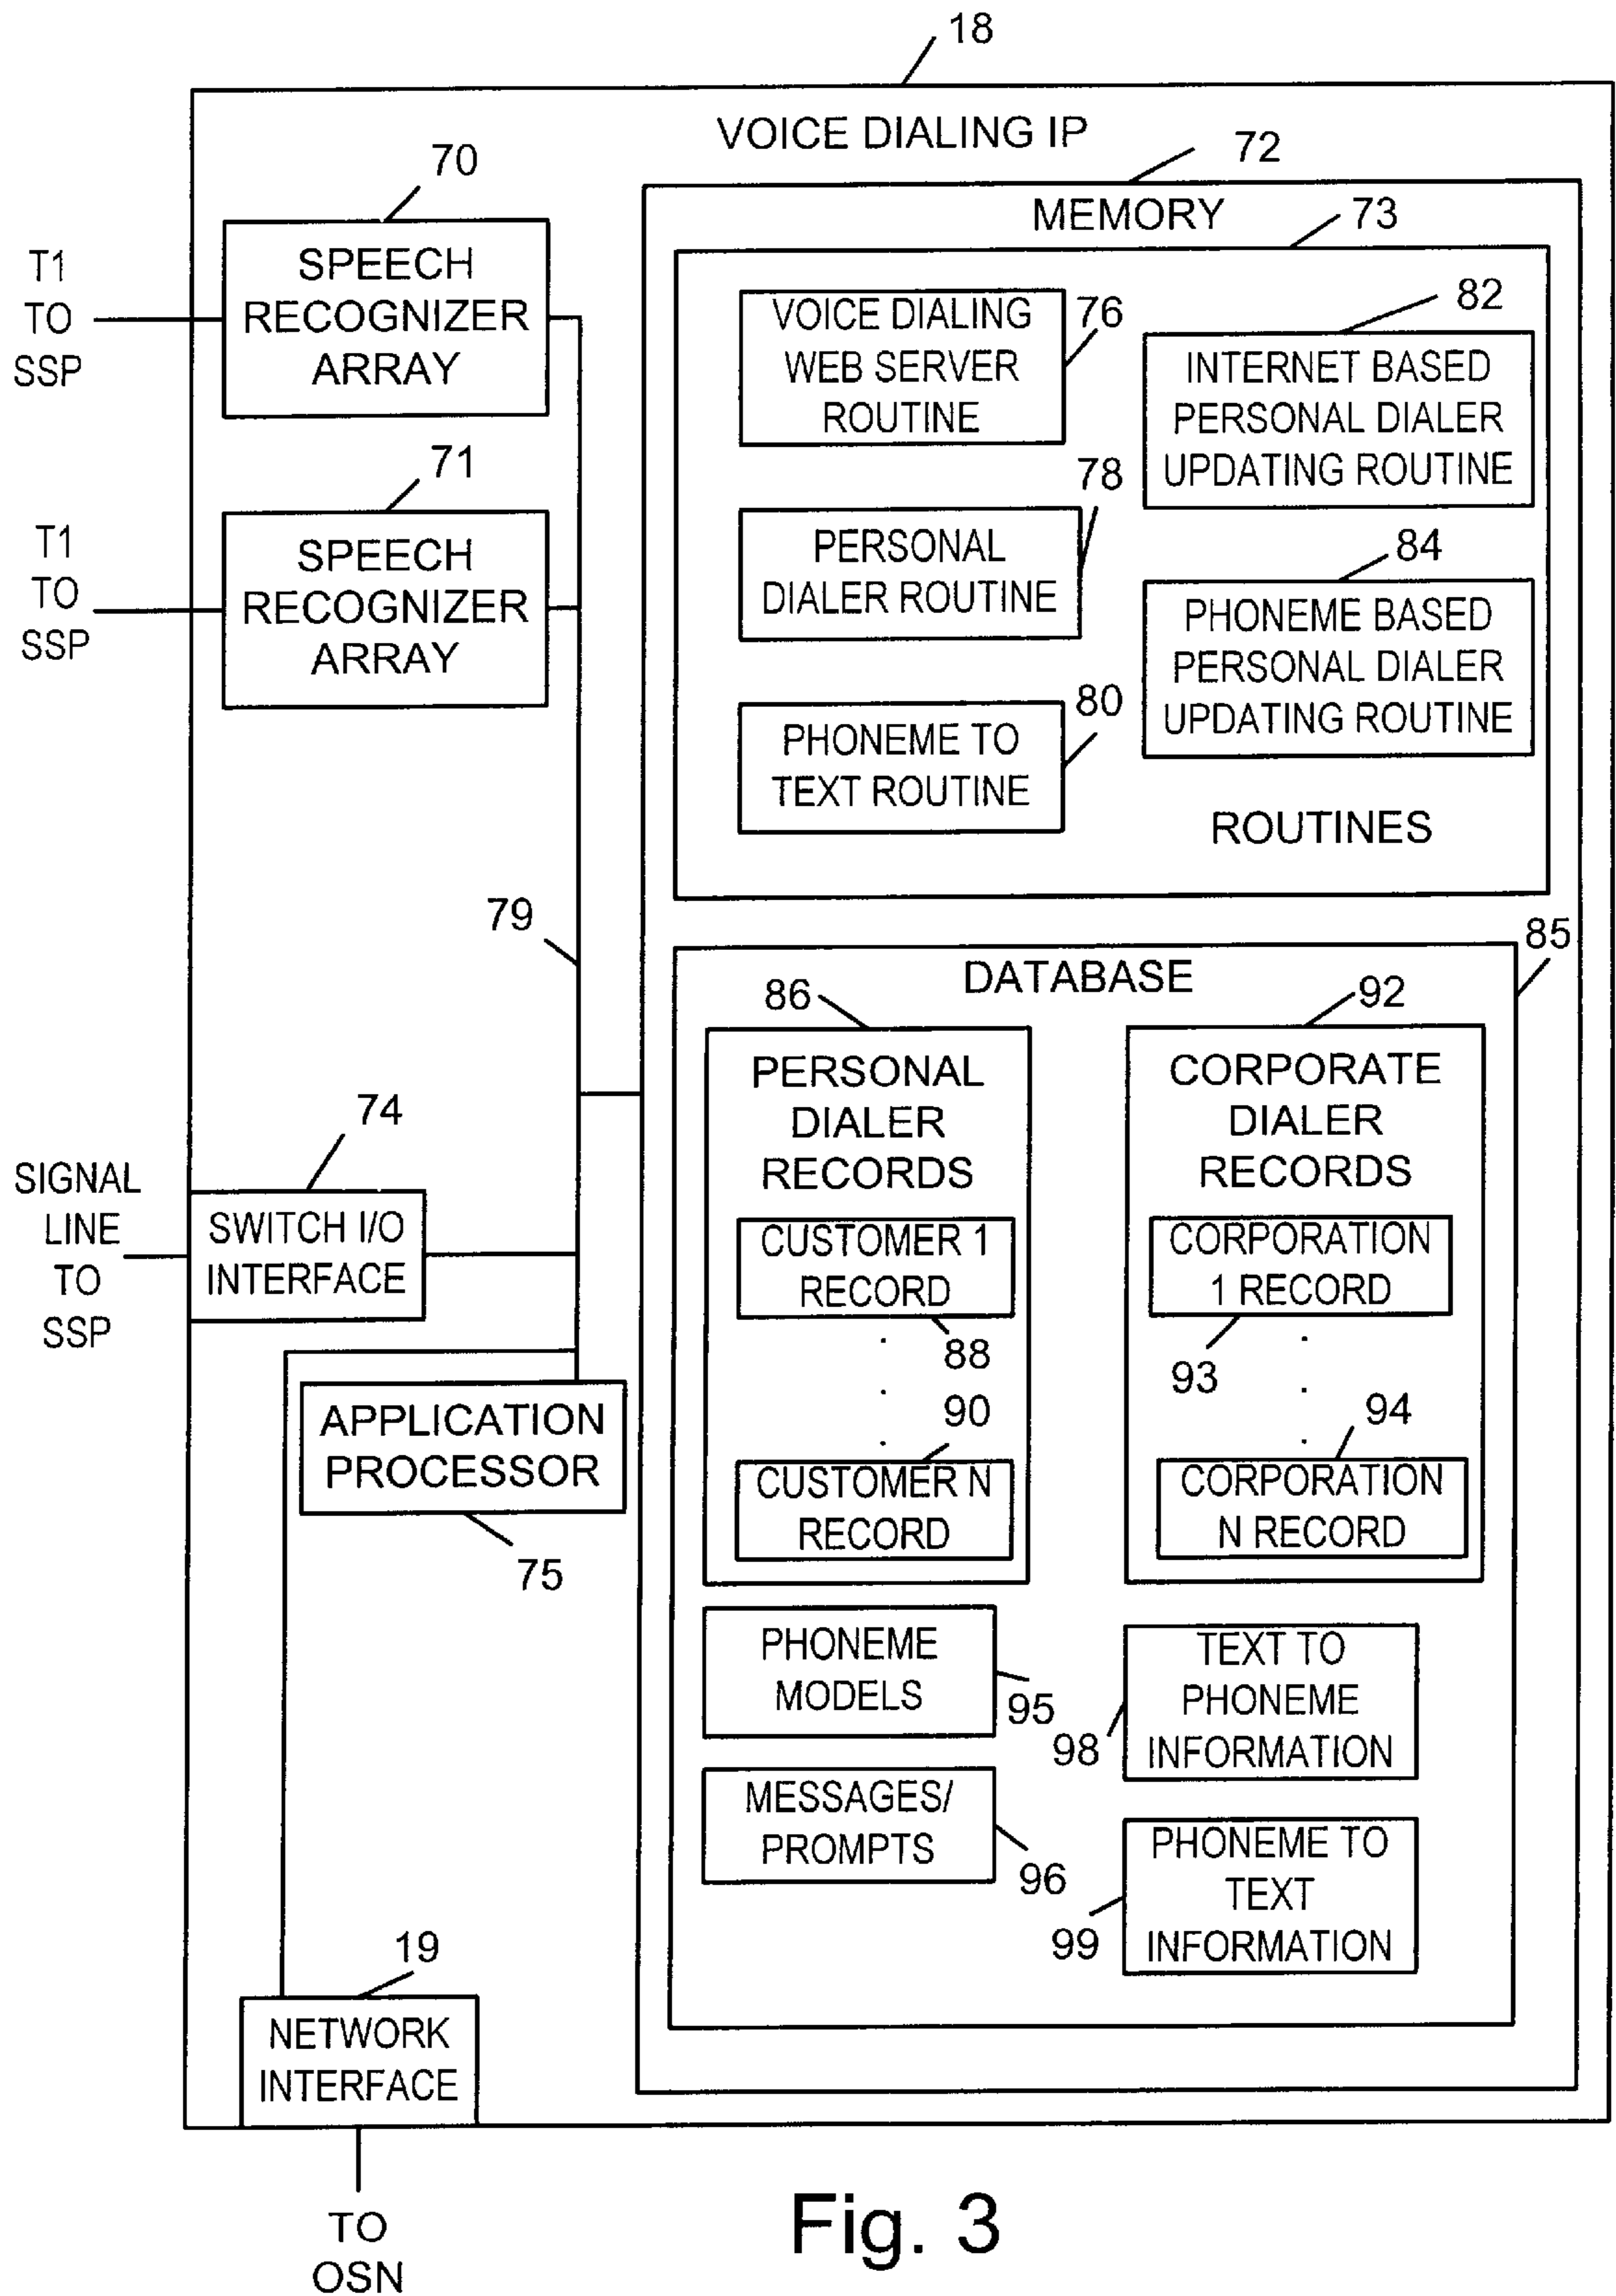 18
VOICE DIALING IP
70
72
MEMORY
73
T1
TO
SSP
SPEECH
RECOGNIZER
ARRAY
VOICE DIALING
WEB SERVER
ROUTINE
76
82
INTERNET BASED
PERSONAL DIALER
UPDATING ROUTINE
71
T1
TO
SSP
SPEECH
RECOGNIZER
ARRAY
78
PERSONAL
DIALER ROUTINE
84
PHONEME BASED
PERSONAL DIALER
UPDATING ROUTINE
80
PHONEME TO
TEXT ROUTINE
ROUTINES
79
85
DATABASE
86
92
PERSONAL
DIALER
RECORDS
CORPORATE
DIALER
RECORDS
74
SIGNAL
LINE
TO
SSP
SWITCH I/O
INTERFACE
CUSTOMER 1
RECORD
CORPORATION
1 RECORD
88
93
90
94
APPLICATION
PROCESSOR
75
CUSTOMER N
RECORD
CORPORATION
N RECORD
PHONEME
MODELS
95
TEXT TO
PHONEME
INFORMATION
98
MESSAGES/
PROMPTS
96
PHONEME TO
TEXT
INFORMATION
99
19
NETWORK
INTERFACE
TO
OSN
Fig. 3